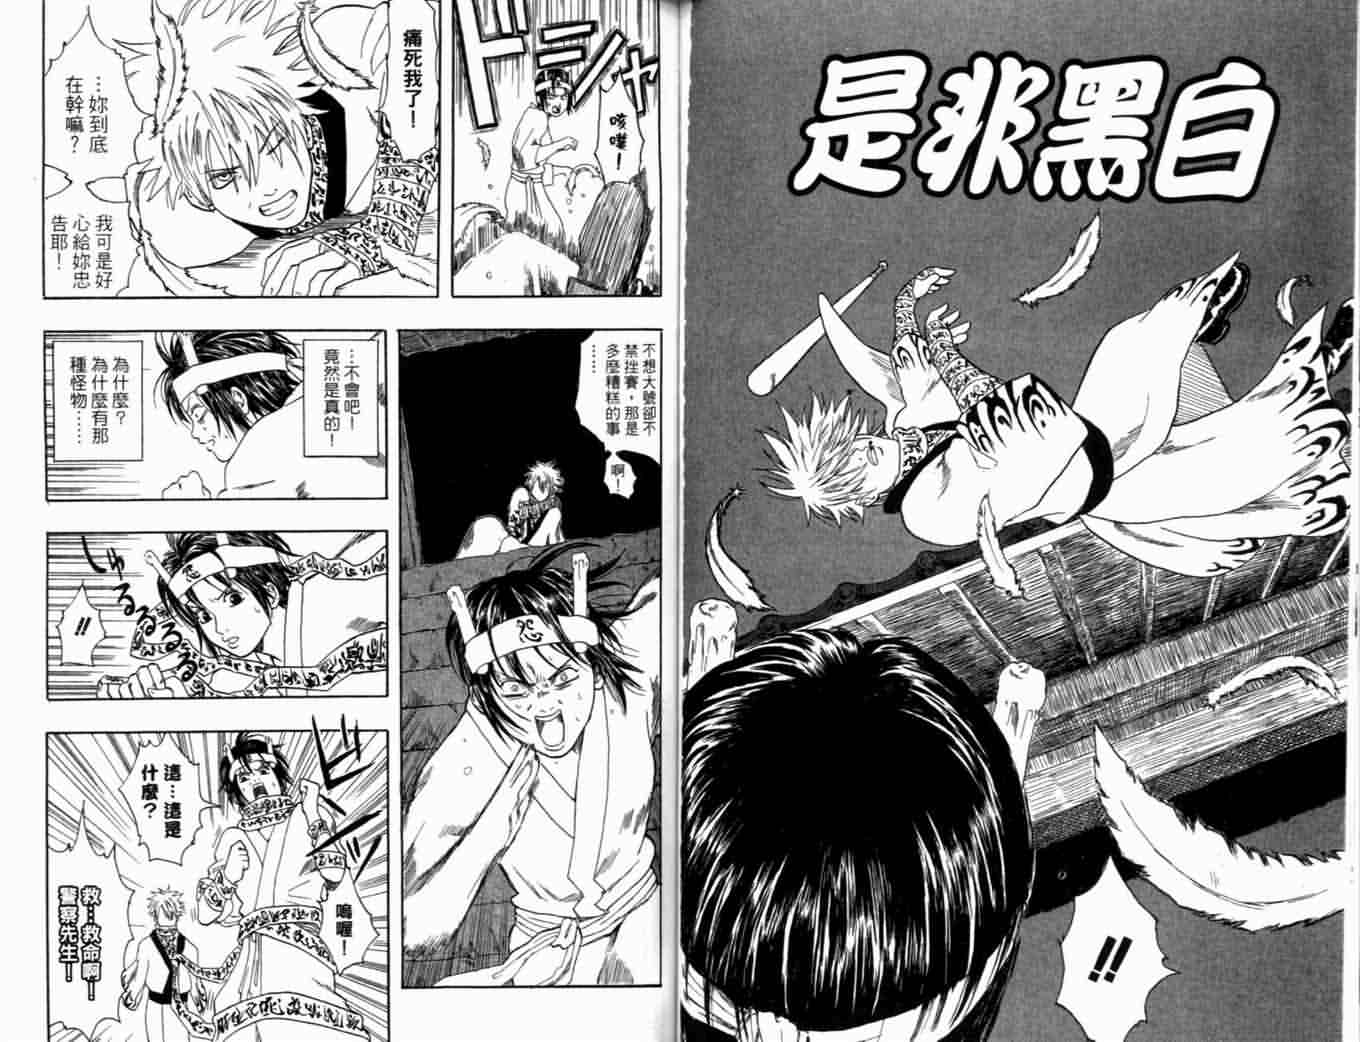 是非黑白
!!
ドシャ
咳噗！
痛死我了！
…妳到底
在幹嘛？
我可是好
心給妳忠
告耶！
不想大號卻不
禁挫賽，那是
多麼糟糕的事
……
啊！
…不會吧！
竟然是真的！
為什麼？
為什麼有那
種怪物……
しゅるるるる
!!
ビッ
嗚喔！
這…這是
什麼？
救…救命啊！
警察先生！